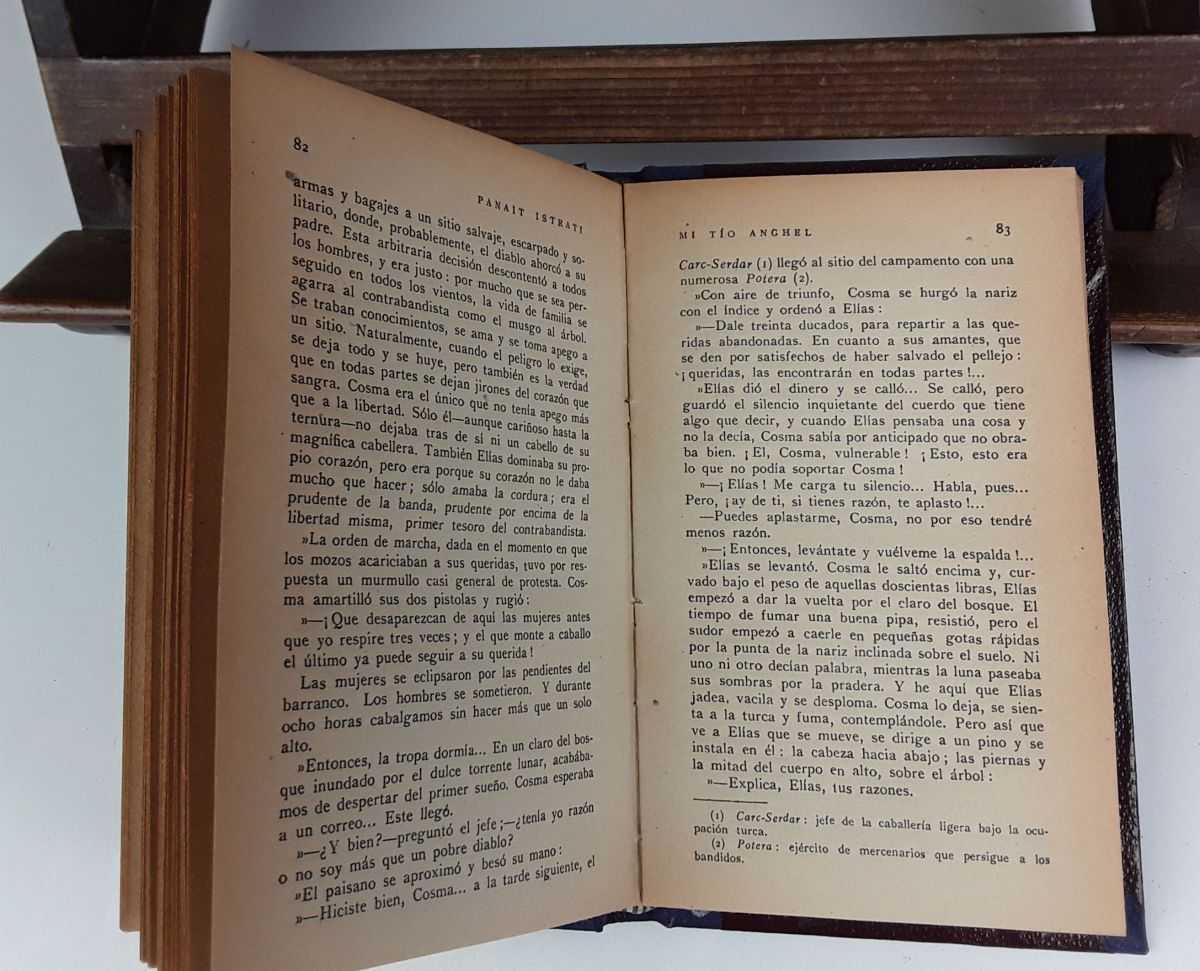 82
PANAIT ISTRATI
armas y bagajes a un sitio salvaje, escarpado y so-
litario, donde, probablemente, el diablo ahorcó a su
padre. Esta arbitraria decisión descontentó a todos
los hombres, y era justo: por mucho que se sea per-
seguido en todos los vientos, la vida de familia se
agarra al contrabandista como el musgo al árbol.
Se traban conocimientos, se ama y se toma apego a
un sitio. Naturalmente, cuando el peligro lo exige,
se deja todo y se huye, pero también es la verdad
que en todas partes se dejan jirones del corazón que
sangra. Cosma era el único que no tenía apego más
que a la libertad. Sólo él—aunque cariñoso hasta la
ternura—no dejaba tras de sí ni un cabello de su
magnífica cabellera. También Elías dominaba su pro-
pio corazón, pero era porque su corazón no le daba
mucho que hacer; sólo amaba la cordura; era el
prudente de la banda, prudente por encima de la
libertad misma, primer tesoro del contrabandista.
»La orden de marcha, dada en el momento en que
los mozos acariciaban a sus queridas, tuvo por res-
puesta un murmullo casi general de protesta. Cos-
ma amartilló sus dos pistolas y rugió:
»—¡Que desaparezcan de aquí las mujeres antes
que yo respire tres veces; y el que monte a caballo
el último ya puede seguir a su querida!
Las mujeres se eclipsaron por las pendientes del
barranco. Los hombres se sometieron. Y durante
ocho horas cabalgamos sin hacer más que un solo
alto.
»Entonces, la tropa dormía... En un claro del bos-
que inundado por el dulce torrente lunar, acabába-
mos de despertar del primer sueño. Cosma esperaba
a un correo... Este llegó.
»—¿Y bien?—preguntó el jefe;—¿tenía yo razón
o no soy más que un pobre diablo?
»El paisano se aproximó y besó su mano:
»—Hiciste bien, Cosma... a la tarde siguiente, el
MI TÍO ANGHEL
83
Carc-Serdar (1) llegó al sitio del campamento con una
numerosa Potera (2).
»Con aire de triunfo, Cosma se hurgó la nariz
con el índice y ordenó a Elías:
»—Dale treinta ducados, para repartir a las que-
ridas abandonadas. En cuanto a sus amantes, que
se den por satisfechos de haber salvado el pellejo:
¡queridas, las encontrarán en todas partes!...
»Elías dió el dinero y se calló... Se calló, pero
guardó el silencio inquietante del cuerdo que tiene
algo que decir, y cuando Elías pensaba una cosa y
no la decía, Cosma sabía por anticipado que no obra-
ba bien. ¡El, Cosma, vulnerable! ¡Esto, esto era
lo que no podía soportar Cosma!
»—¡Elías! Me carga tu silencio... Habla, pues...
Pero, ¡ay de ti, si tienes razón, te aplasto!...
—Puedes aplastarme, Cosma, no por eso tendré
menos razón.
»—¡Entonces, levántate y vuélveme la espalda!...
»Elías se levantó. Cosma le saltó encima y, cur-
vado bajo el peso de aquellas doscientas libras, Elías
empezó a dar la vuelta por el claro del bosque. El
tiempo de fumar una buena pipa, resistió, pero el
sudor empezó a caerle en pequeñas gotas rápidas
por la punta de la nariz inclinada sobre el suelo. Ni
uno ni otro decían palabra, mientras la luna paseaba
sus sombras por la pradera. Y he aquí que Elías
jadea, vacila y se desploma. Cosma lo deja, se sien-
ta a la turca y fuma, contemplándole. Pero así que
ve a Elías que se mueve, se dirige a un pino y se
instala en él: la cabeza hacia abajo; las piernas y
la mitad del cuerpo en alto, sobre el árbol:
»—Explica, Elías, tus razones.
(1) Carc-Serdar: jefe de la caballería ligera bajo la ocu-
pación turca.
(2) Potera: ejército de mercenarios que persigue a los
bandidos.